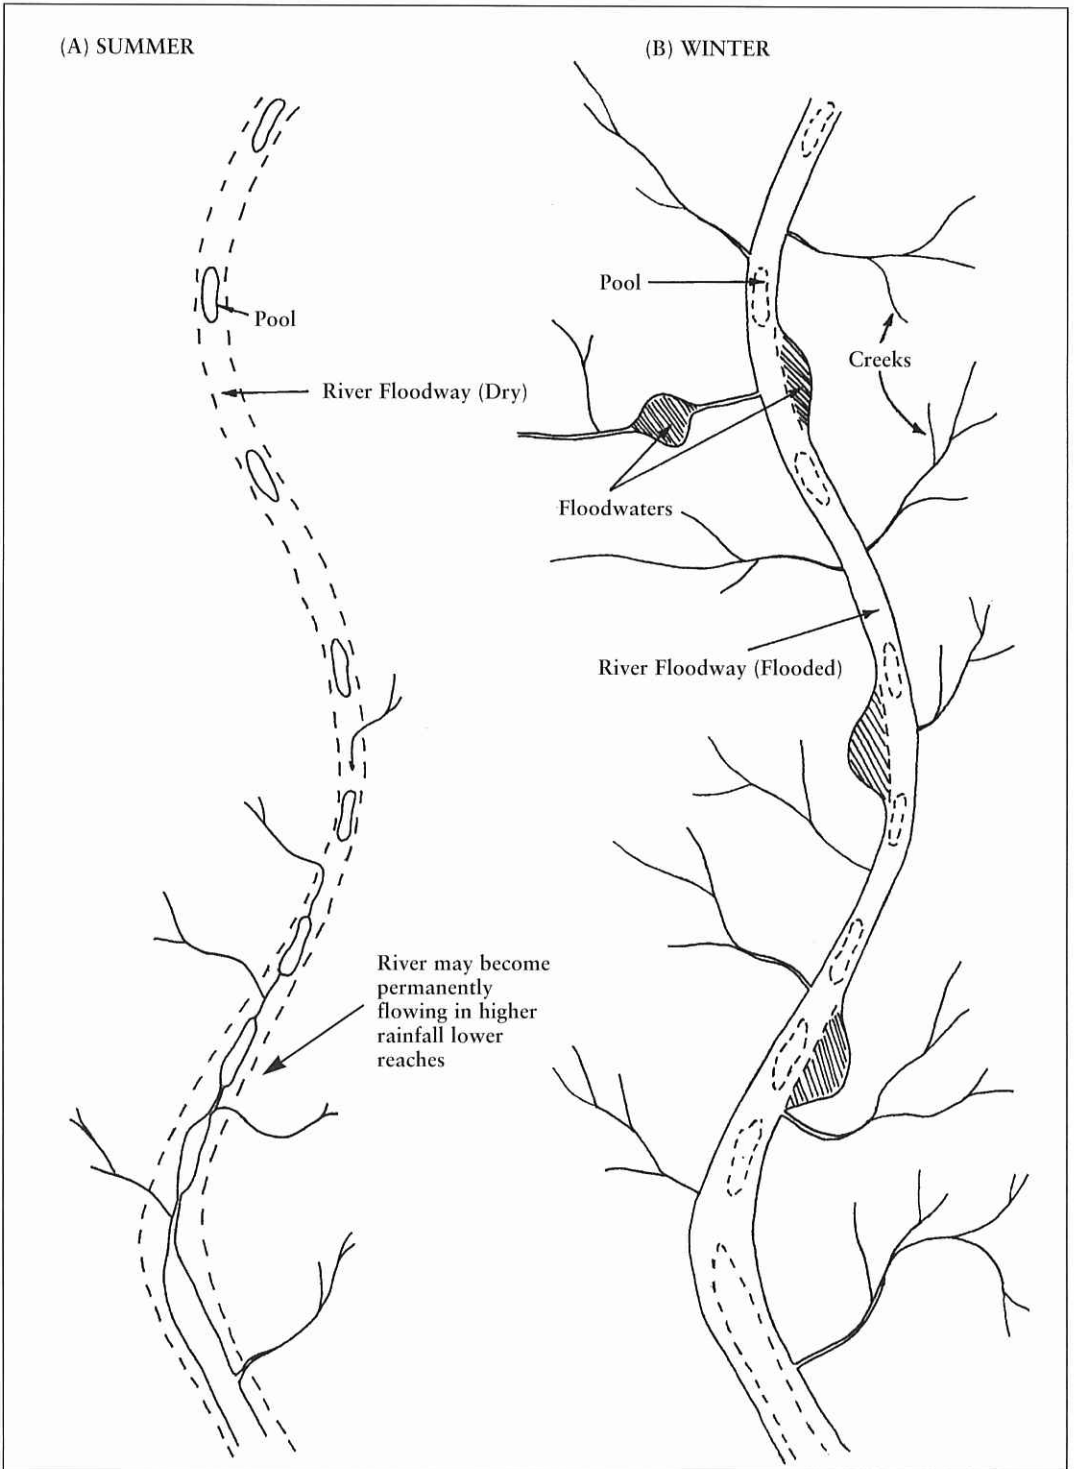 (A) SUMMER
(B) WINTER
Pool
River Floodway (Dry)
River may become
permanently
flowing in higher
rainfall lower
reaches
Pool
Creeks
Floodwaters
River Floodway (Flooded)